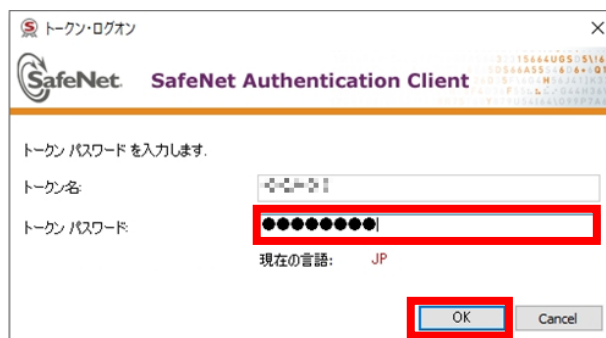 トークン・ログオン
SafeNet. SafeNet Authentication Client
トークン パスワード を入力します.
トークン名:
トークン パスワード:
●●●●●●●●
現在の言語: JP
OK Cancel